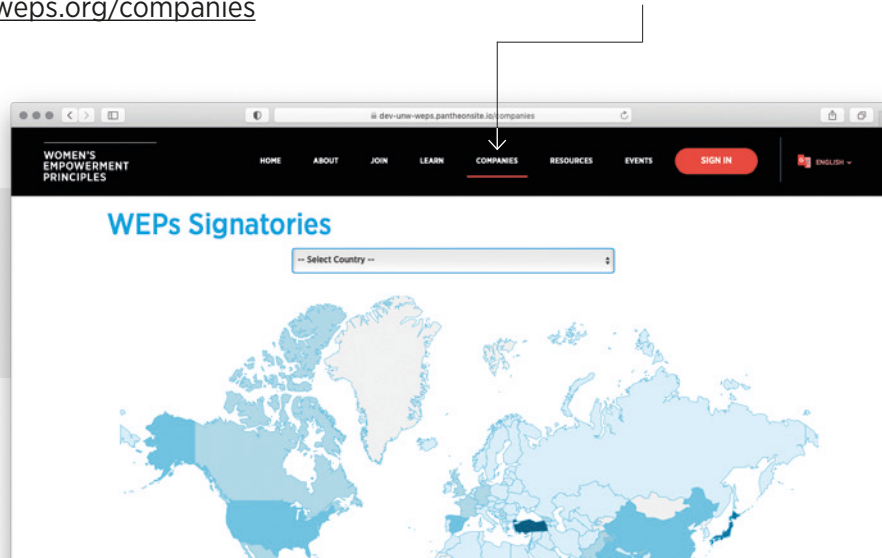 weps.org/companies
dev-unw-weps.pantheonsite.io/companies
WOMEN'S
EMPOWERMENT
PRINCIPLES
HOME ABOUT JOIN LEARN COMPANIES RESOURCES EVENTS SIGN IN ENGLISH
WEPs Signatories
-- Select Country --